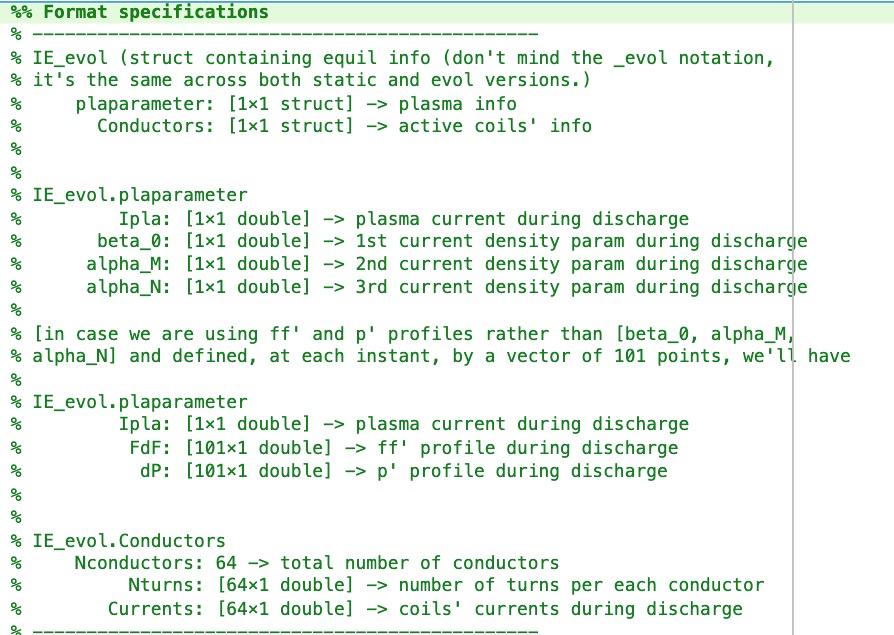 %% Format specifications
% -----------------------------------------------
% IE_evol (struct containing equil info (don't mind the _evol notation,
% it's the same across both static and evol versions.)
%     plaparameter: [1×1 struct] -> plasma info
%       Conductors: [1×1 struct] -> active coils' info
%
%
% IE_evol.plaparameter
%         Ipla: [1×1 double] -> plasma current during discharge
%       beta_0: [1×1 double] -> 1st current density param during discharge
%      alpha_M: [1×1 double] -> 2nd current density param during discharge
%      alpha_N: [1×1 double] -> 3rd current density param during discharge
%
% [in case we are using ff' and p' profiles rather than [beta_0, alpha_M,
% alpha_N] and defined, at each instant, by a vector of 101 points, we'll have
%
% IE_evol.plaparameter
%         Ipla: [1×1 double] -> plasma current during discharge
%          FdF: [101×1 double] -> ff' profile during discharge
%           dP: [101×1 double] -> p' profile during discharge
%
%
% IE_evol.Conductors
%     Nconductors: 64 -> total number of conductors
%          Nturns: [64×1 double] -> number of turns per each conductor
%        Currents: [64×1 double] -> coils' currents during discharge
% -----------------------------------------------